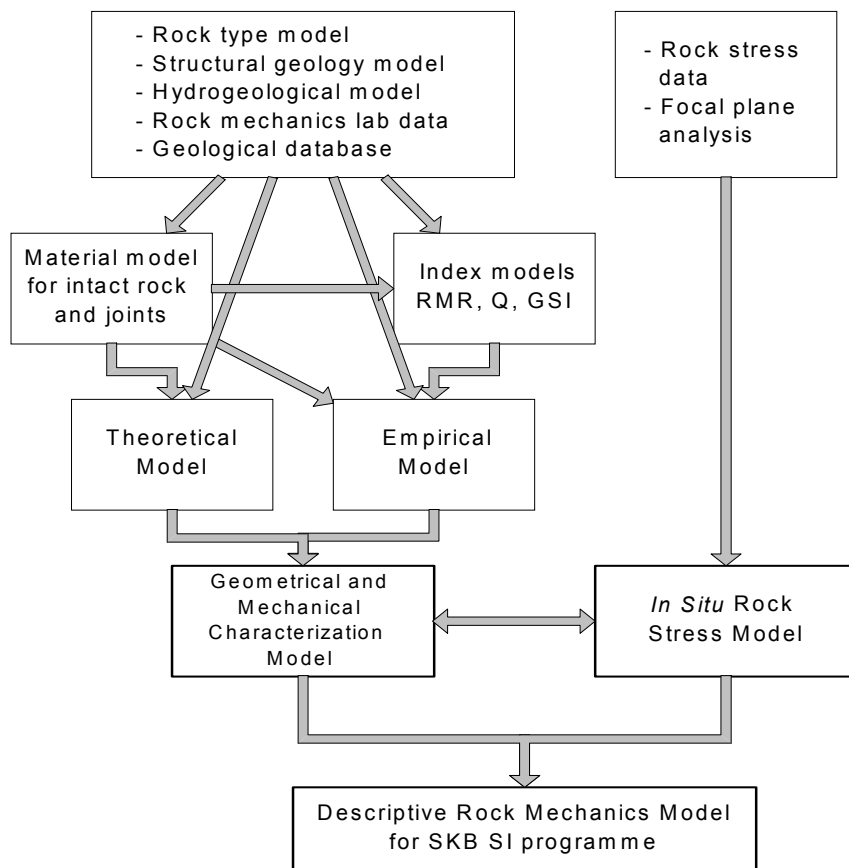 - Rock type model
- Structural geology model
- Hydrogeological model
- Rock mechanics lab data
- Geological database
- Rock stress
data
- Focal plane
analysis
Material model
for intact rock
and joints
Index models
RMR, Q, GSI
Theoretical
Model
Empirical
Model
Geometrical and
Mechanical
Characterization
Model
In Situ Rock
Stress Model
Descriptive Rock Mechanics Model
for SKB SI programme